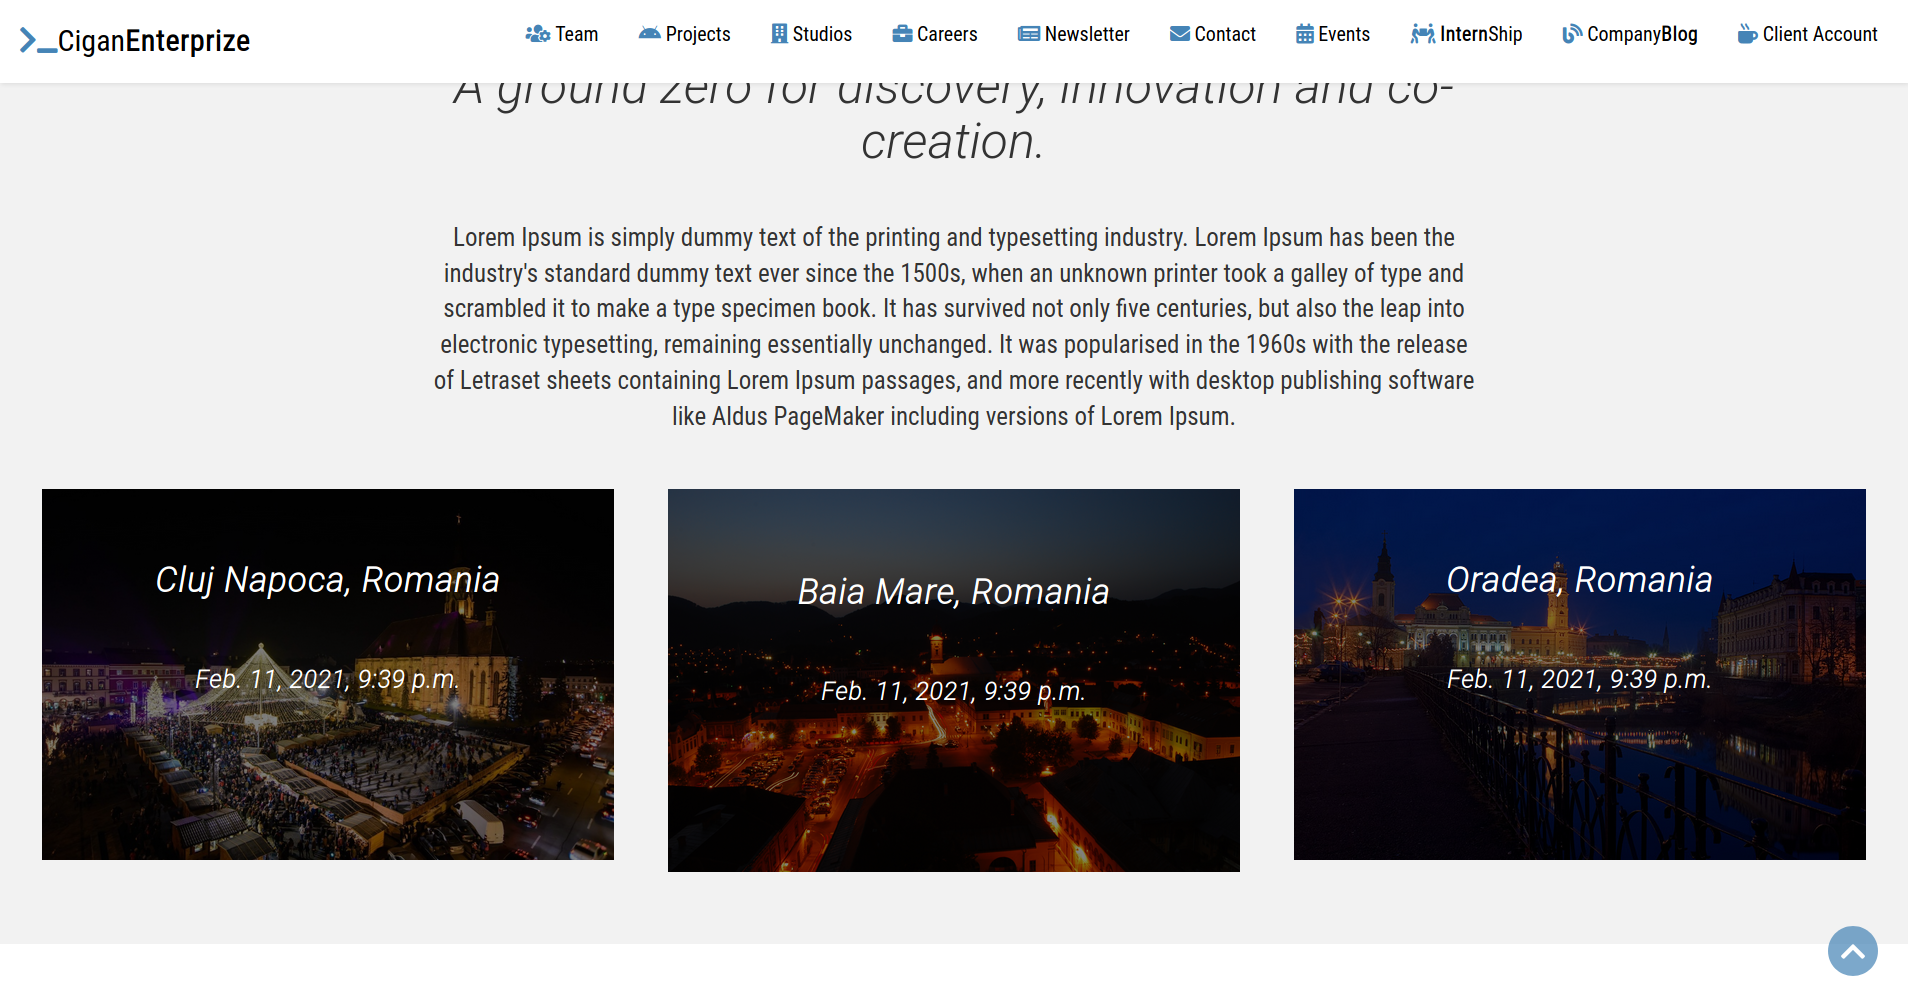 CiganEnterprize
Team Projects Studios Careers Newsletter Contact Events InternShip CompanyBlog Client Account
A ground zero for discovery, innovation and co-
creation.
Lorem Ipsum is simply dummy text of the printing and typesetting industry. Lorem Ipsum has been the
industry's standard dummy text ever since the 1500s, when an unknown printer took a galley of type and
scrambled it to make a type specimen book. It has survived not only five centuries, but also the leap into
electronic typesetting, remaining essentially unchanged. It was popularised in the 1960s with the release
of Letraset sheets containing Lorem Ipsum passages, and more recently with desktop publishing software
like Aldus PageMaker including versions of Lorem Ipsum.
Cluj Napoca, Romania
Feb. 11, 2021, 9:39 p.m.
Baia Mare, Romania
Feb. 11, 2021, 9:39 p.m.
Oradea, Romania
Feb. 11, 2021, 9:39 p.m.